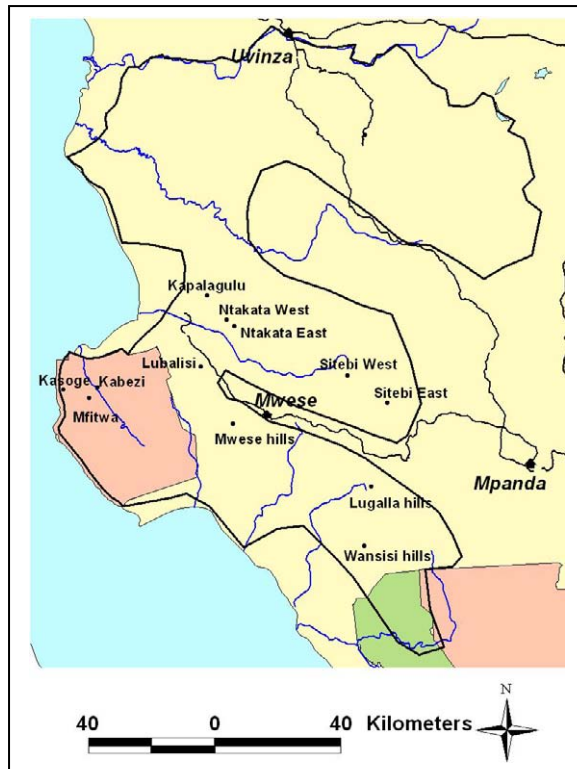 Uvinza
Kapalagulu
Ntakata West
Ntakata East
Lubalisi
Sitebi West
Kasoge
Kabezi
Sitebi East
Mfitwa
Mwese
Mwese hills
Mpanda
Lugalla hills
Wansisi hills
N
40 0 40 Kilometers